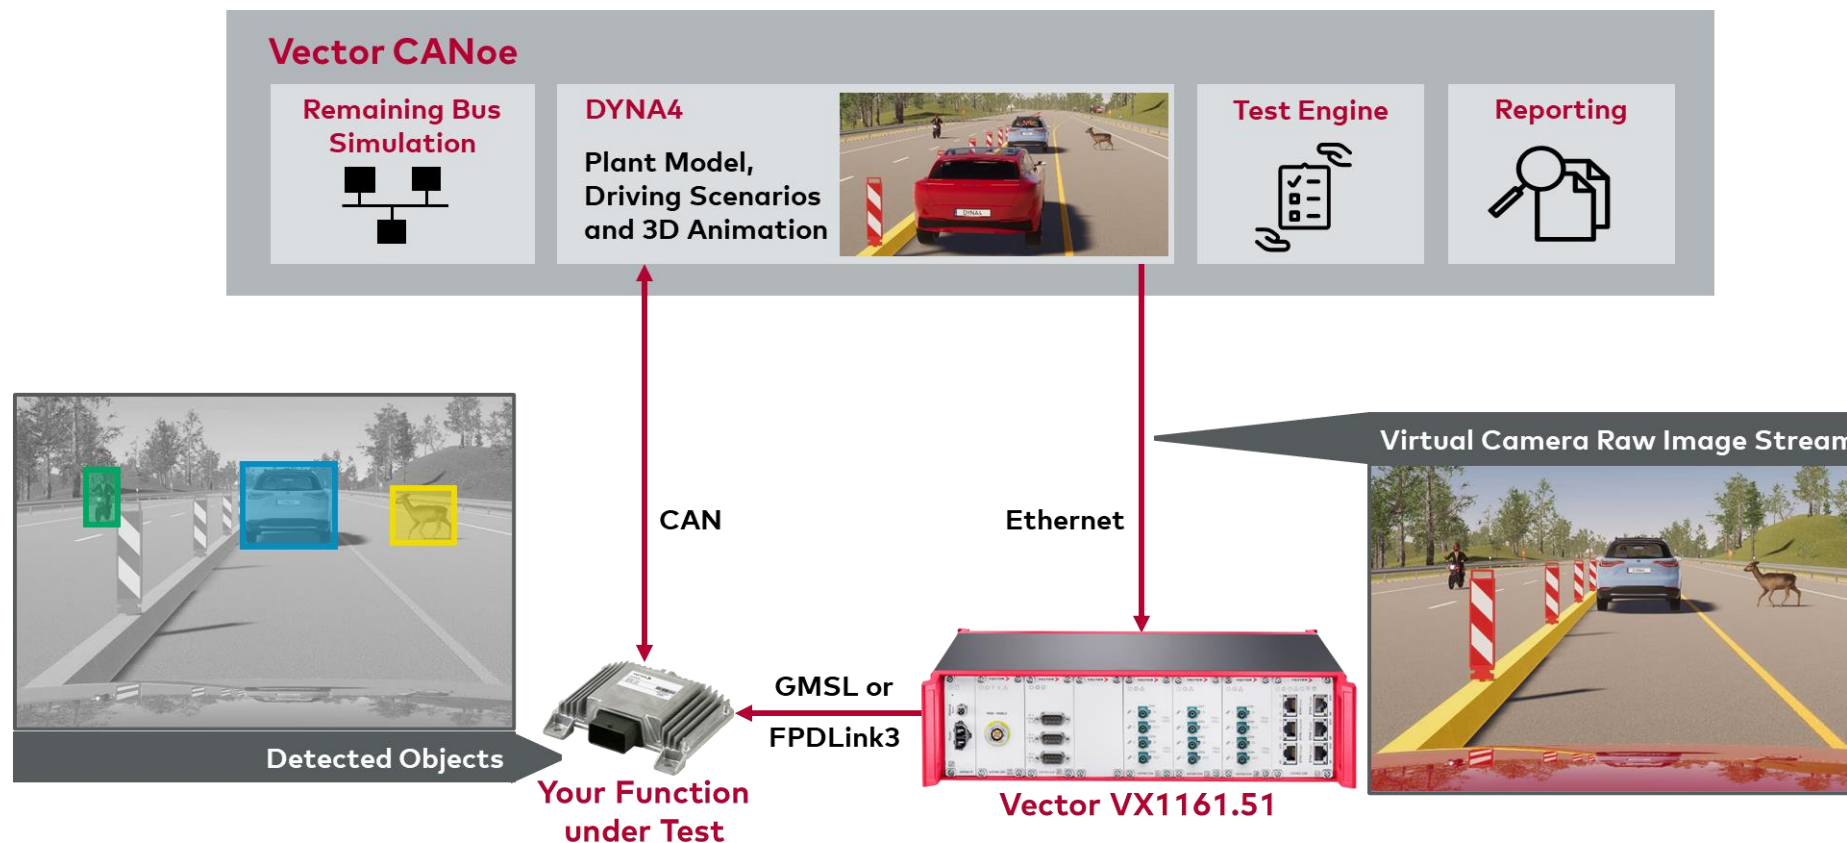 Vector CANoe
Remaining Bus
Simulation
DYNA4
Plant Model,
Driving Scenarios
and 3D Animation
DYNA4
Test Engine
Reporting
CAN
Ethernet
Virtual Camera Raw Image Stream
GMSL or
FPDLink3
Detected Objects
Your Function
under Test
Vector VX1161.51